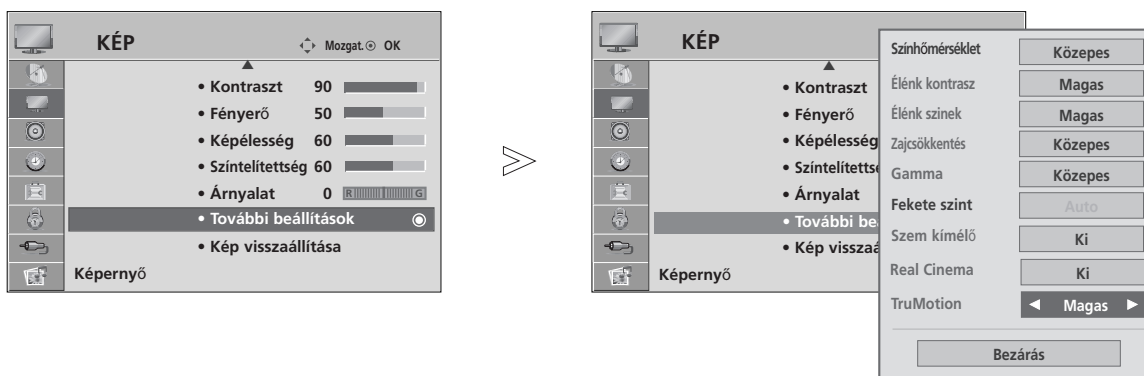 KÉP
Mozgat. OK
• Kontraszt 90
• Fényerő 50
• Képélesség 60
• Színtelítettség 60
• Árnyalat 0 R G
• További beállítások
• Kép visszaállítása
Képernyő
KÉP
• Kontraszt
• Fényerő
• Képélesség
• Színtelítettsé
• Árnyalat
• További be
• Kép visszaá
Képernyő
Színhőmérséklet Közepes
Élénk kontrasz Magas
Élénk szinek Magas
Zajcsökkentés Közepes
Gamma Közepes
Fekete szint Auto
Szem kímélő Ki
Real Cinema Ki
TruMotion ◀ Magas ▶
Bezárás